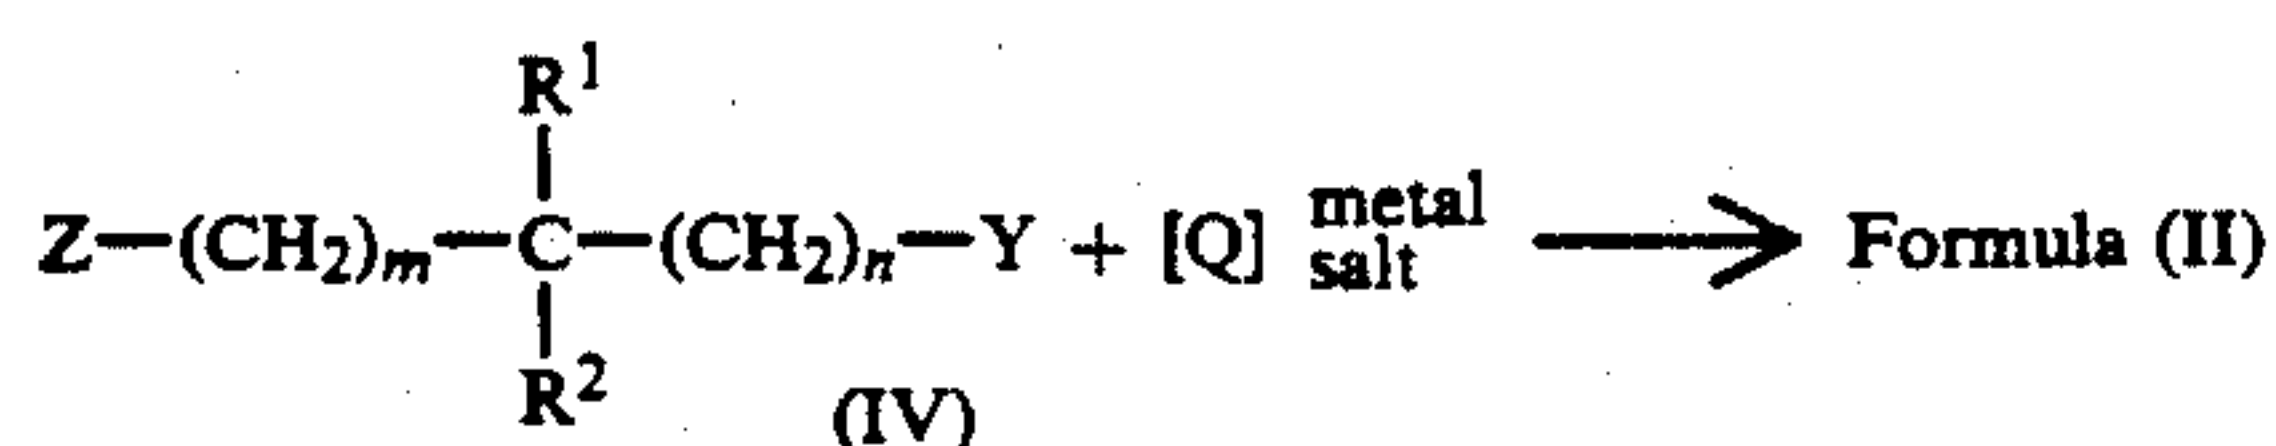 R¹
Z—(CH₂)ₘ—C—(CH₂)ₙ—Y + [Q] metal salt ⟶ Formula (II)
R²
(IV)